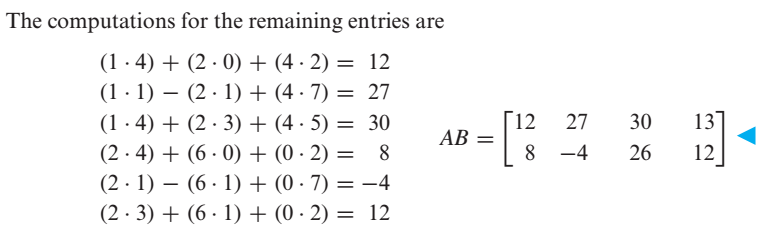 The computations for the remaining entries are
(1 · 4) + (2 · 0) + (4 · 2) = 12
(1 · 1) − (2 · 1) + (4 · 7) = 27
(1 · 4) + (2 · 3) + (4 · 5) = 30
(2 · 4) + (6 · 0) + (0 · 2) = 8
(2 · 1) − (6 · 1) + (0 · 7) = −4
(2 · 3) + (6 · 1) + (0 · 2) = 12
AB = [12 27 30 13
8 −4 26 12]